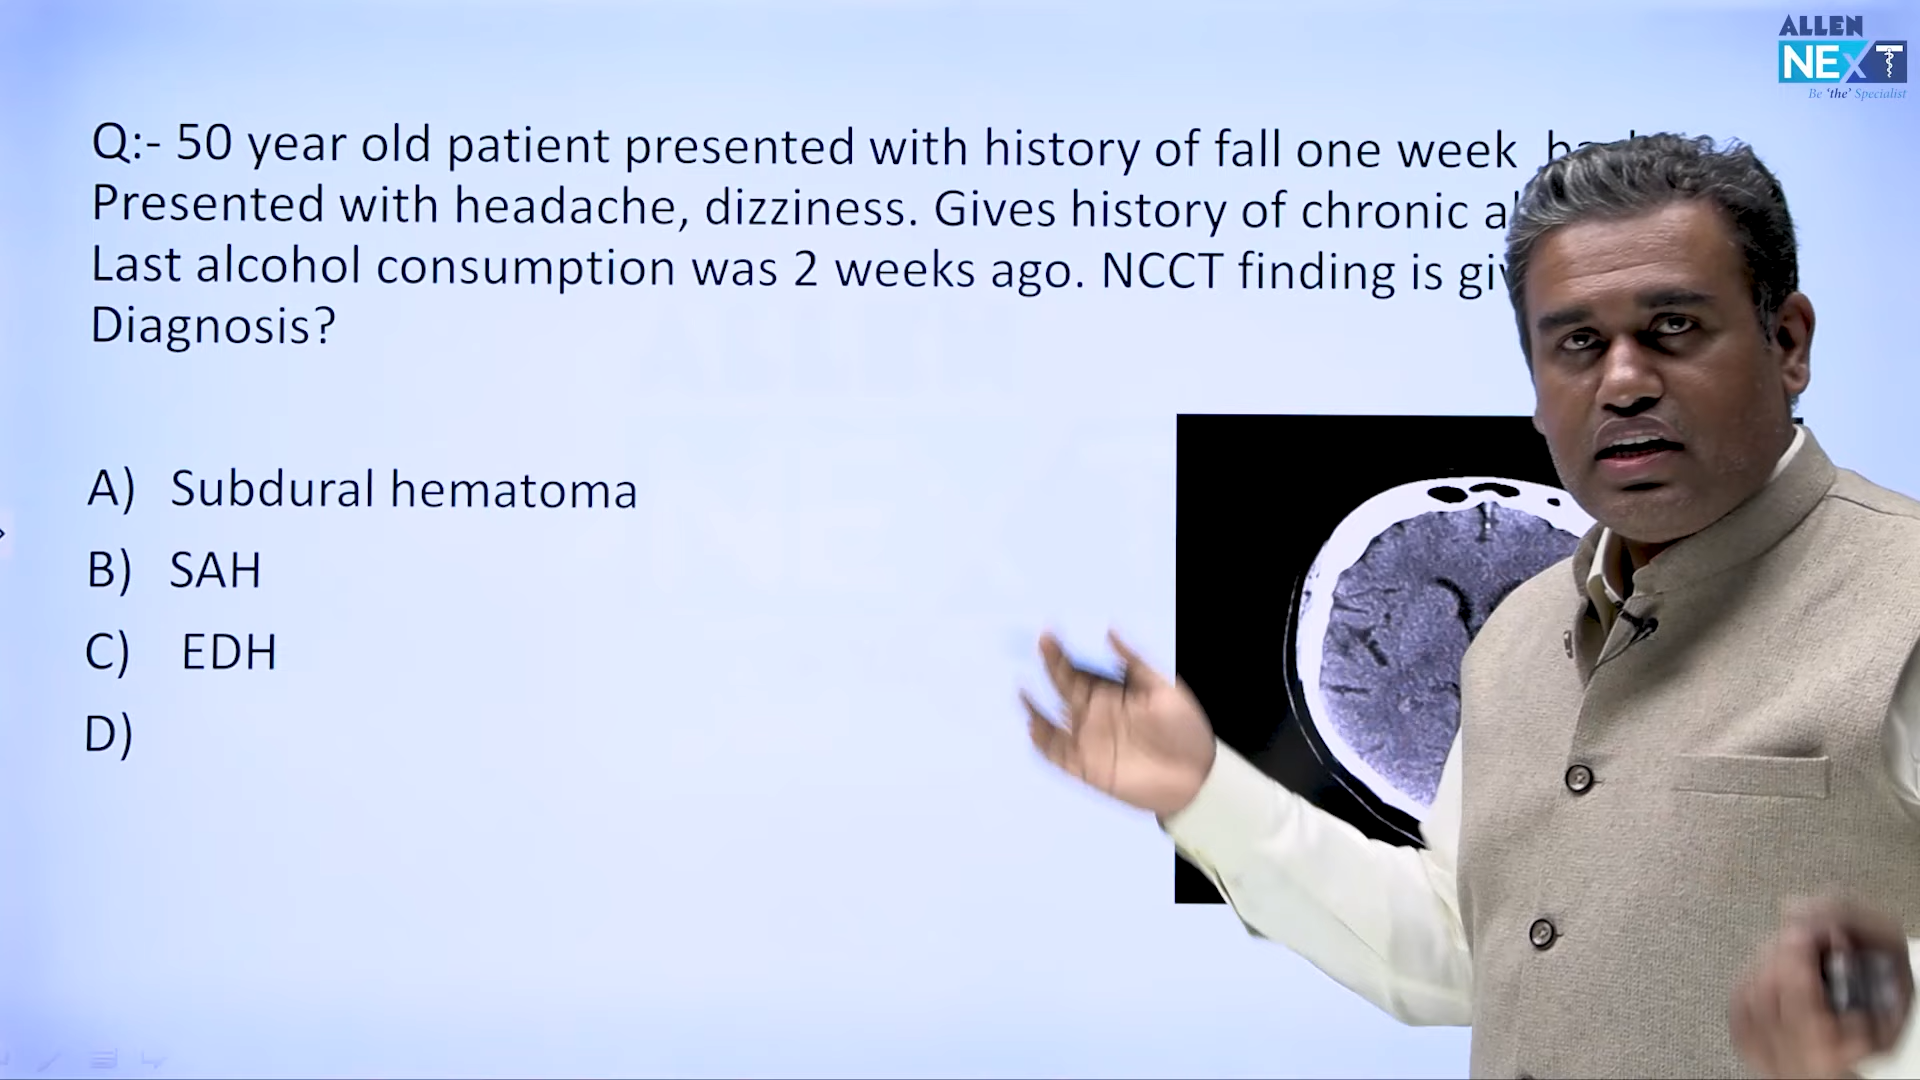 ALLEN
NExT
Be 'the' Specialist
Q:- 50 year old patient presented with history of fall one week
Presented with headache, dizziness. Gives history of chronic
Last alcohol consumption was 2 weeks ago. NCCT finding is
Diagnosis?
A) Subdural hematoma
B) SAH
C) EDH
D)